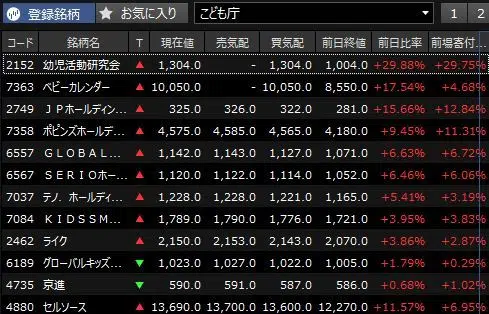 登録銘柄 お気に入り こども庁 1 2
コード 銘柄名 T 現在値 売気配 買気配 前日終値 前日比率 前場寄付...
2152 幼児活動研究会 ▲ 1,304.0 - 1,304.0 1,004.0 +29.88% +29.75%
7363 ベビーカレンダー ▲ 10,050.0 - 10,050.0 8,550.0 +17.54% +4.68%
2749 ＪＰホールディン... ▲ 325.0 326.0 322.0 281.0 +15.66% +12.84%
7358 ポピンズホールデ... ▲ 4,575.0 4,585.0 4,565.0 4,180.0 +9.45% +11.31%
6557 ＧＬＯＢＡＬ... ▲ 1,142.0 1,143.0 1,127.0 1,071.0 +6.63% +6.72%
6567 ＳＥＲＩＯホー... ▲ 1,120.0 1,122.0 1,114.0 1,052.0 +6.46% +6.06%
7037 テノ．ホールディ... ▲ 1,228.0 1,228.0 1,221.0 1,165.0 +5.41% +3.19%
7084 ＫＩＤＳＳＭ... ▲ 1,789.0 1,790.0 1,776.0 1,721.0 +3.95% +3.83%
2462 ライク ▲ 2,150.0 2,153.0 2,143.0 2,070.0 +3.86% +2.87%
6189 グローバルキッズ... ▼ 1,023.0 1,027.0 1,022.0 1,005.0 +1.79% +0.29%
4735 京進 ▼ 590.0 591.0 587.0 586.0 +0.68% +1.02%
4880 セルソース ▲ 13,690.0 13,700.0 13,600.0 12,270.0 +11.57% +6.95%